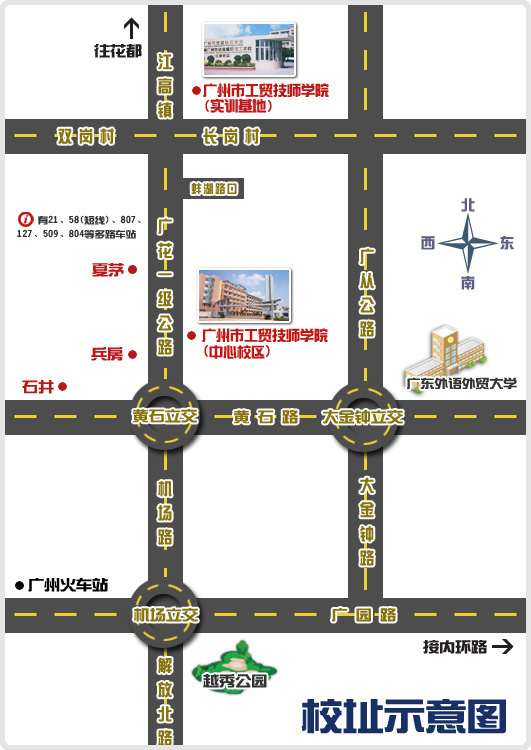 往花都
江高镇
广州市工贸技师学院
（实训基地）
双岗村
长岗村
蚌湖路口
有21、58(短线)、807、
127、509、804等多路车站
广花一级公路
广从公路
北
西
东
南
夏茅
广州市工贸技师学院
（中心校区）
兵房
石井
广东外语外贸大学
黄石立交
黄石路
大金钟立交
机场路
大金钟路
广州火车站
机场立交
广园路
接内环路
解放北路
越秀公园
校址示意图